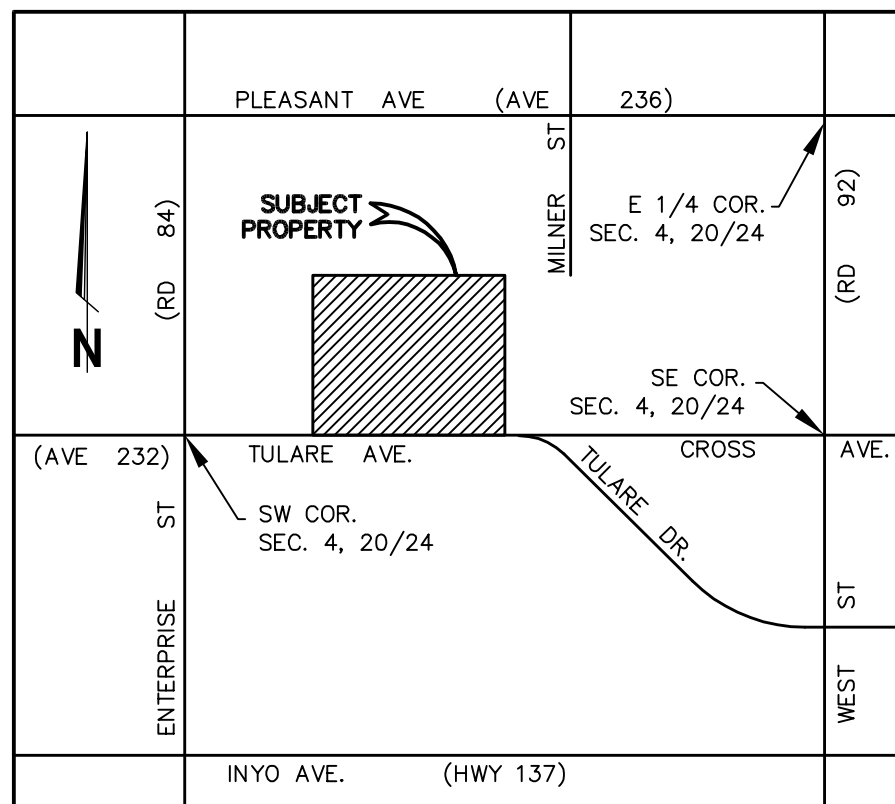 PLEASANT AVE (AVE 236)
MILNER ST
(RD 84)
SUBJECT
PROPERTY
E 1/4 COR.
SEC. 4, 20/24
(RD 92)
N
SE COR.
SEC. 4, 20/24
(AVE 232)
TULARE AVE.
CROSS AVE.
TULARE DR.
SW COR.
SEC. 4, 20/24
ENTERPRISE ST
WEST ST
INYO AVE. (HWY 137)